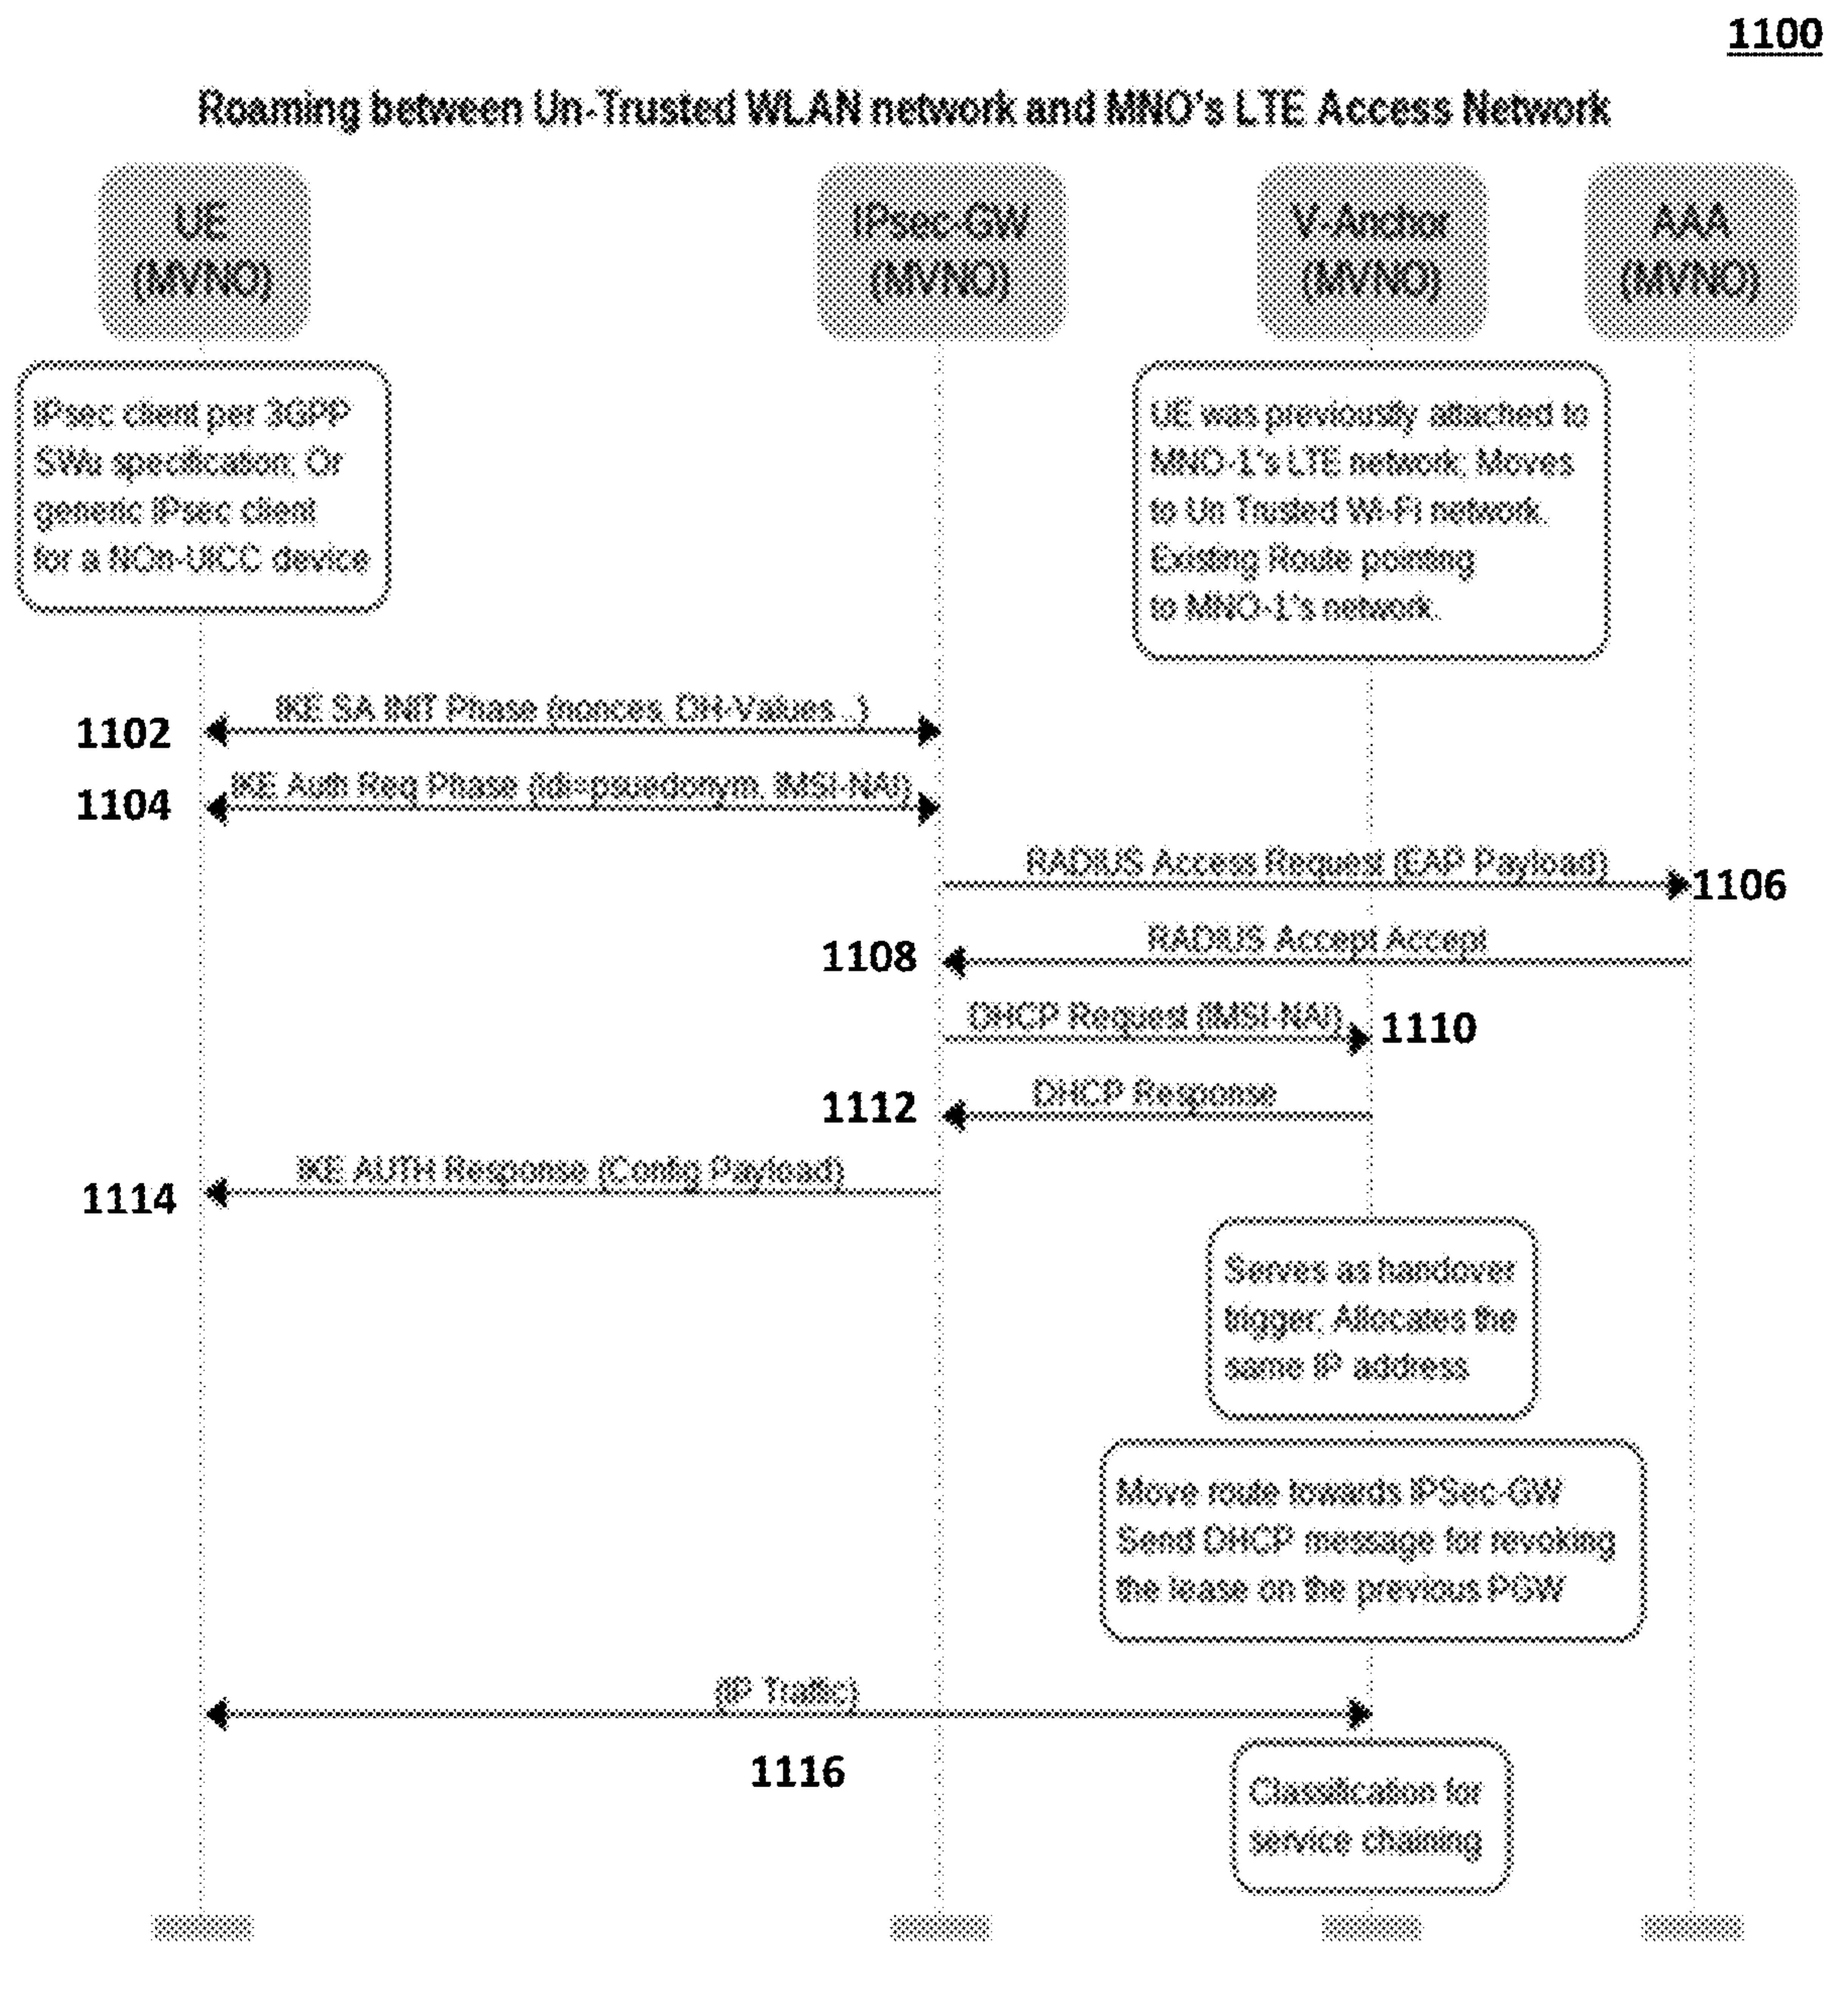 1100
Roaming between Un-Trusted WLAN network and MNO's LTE Access Network
UE
(MVNO)
IPsec-GW
(MVNO)
V-Anchor
(MVNO)
AAA
(MVNO)
IPsec client per 3GPP
SWu specification; Or
generic IPsec client
for a NOn-UICC device
UE was previously attached to
MNO-1's LTE network; Moves
to Un Trusted Wi-Fi network.
Existing Route pointing
to MNO-1's network.
IKE SA INIT Phase (nonces, DH-Values...)
1102
IKE Auth Req Phase (Idi=psuedonym, IMSI-NAI)
1104
RADIUS Access Request (EAP Payload)
1106
RADIUS Accept Accept
1108
DHCP Request (IMSI-NAI)
1110
DHCP Response
1112
IKE AUTH Response (Config Payload)
1114
Serves as handover
trigger; Allocates the
same IP address
Move route towards IPSec-GW
Send DHCP message for revoking
the lease on the previous PGW
(IP Traffic)
1116
Classification for
service chaining